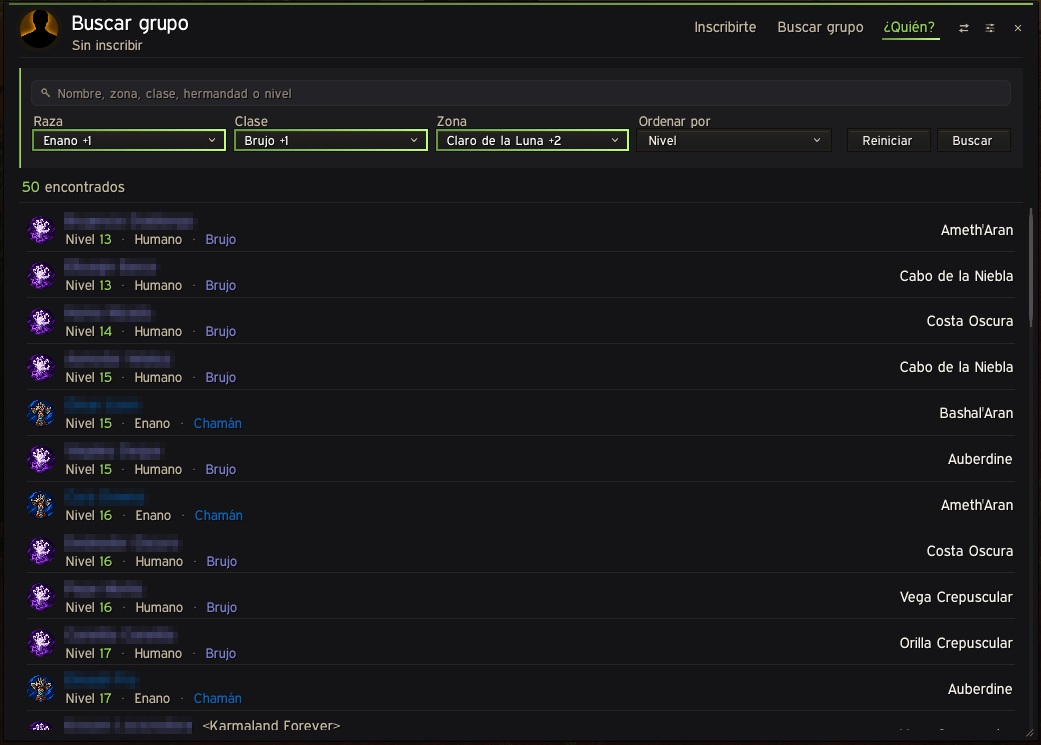 Buscar grupo
Sin inscribir
Inscribirte Buscar grupo ¿Quién?
Nombre, zona, clase, hermandad o nivel
Raza Clase Zona Ordenar por
Enano +1 Brujo +1 Claro de la Luna +2 Nivel Reiniciar Buscar
50 encontrados
Nivel 13 · Humano · Brujo Ameth'Aran
Nivel 13 · Humano · Brujo Cabo de la Niebla
Nivel 14 · Humano · Brujo Costa Oscura
Nivel 15 · Humano · Brujo Cabo de la Niebla
Nivel 15 · Enano · Chamán Bashal'Aran
Nivel 15 · Humano · Brujo Auberdine
Nivel 16 · Enano · Chamán Ameth'Aran
Nivel 16 · Humano · Brujo Costa Oscura
Nivel 16 · Humano · Brujo Vega Crepuscular
Nivel 17 · Humano · Brujo Orilla Crepuscular
Nivel 17 · Enano · Chamán Auberdine
<Karmaland Forever>